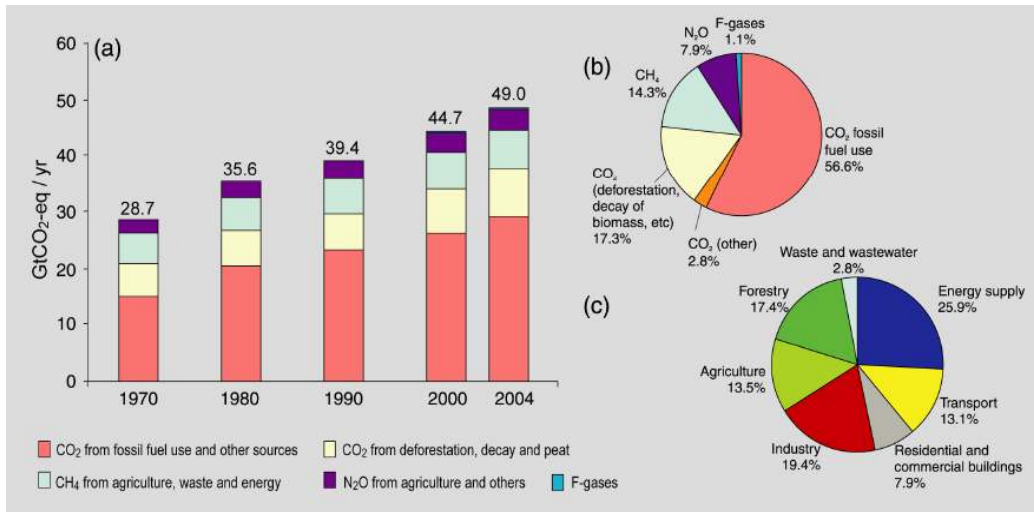 (a)
GtCO₂-eq / yr
60
50
40
30
20
10
0
28.7
35.6
39.4
44.7
49.0
1970
1980
1990
2000
2004
CO₂ from fossil fuel use and other sources
CO₂ from deforestation, decay and peat
CH₄ from agriculture, waste and energy
N₂O from agriculture and others
F-gases
(b)
F-gases
1.1%
N₂O
7.9%
CH₄
14.3%
CO₂ fossil
fuel use
56.6%
CO₂
(deforestation,
decay of
biomass, etc)
17.3%
CO₂ (other)
2.8%
(c)
Waste and wastewater
2.8%
Forestry
17.4%
Energy supply
25.9%
Agriculture
13.5%
Transport
13.1%
Industry
19.4%
Residential and
commercial buildings
7.9%